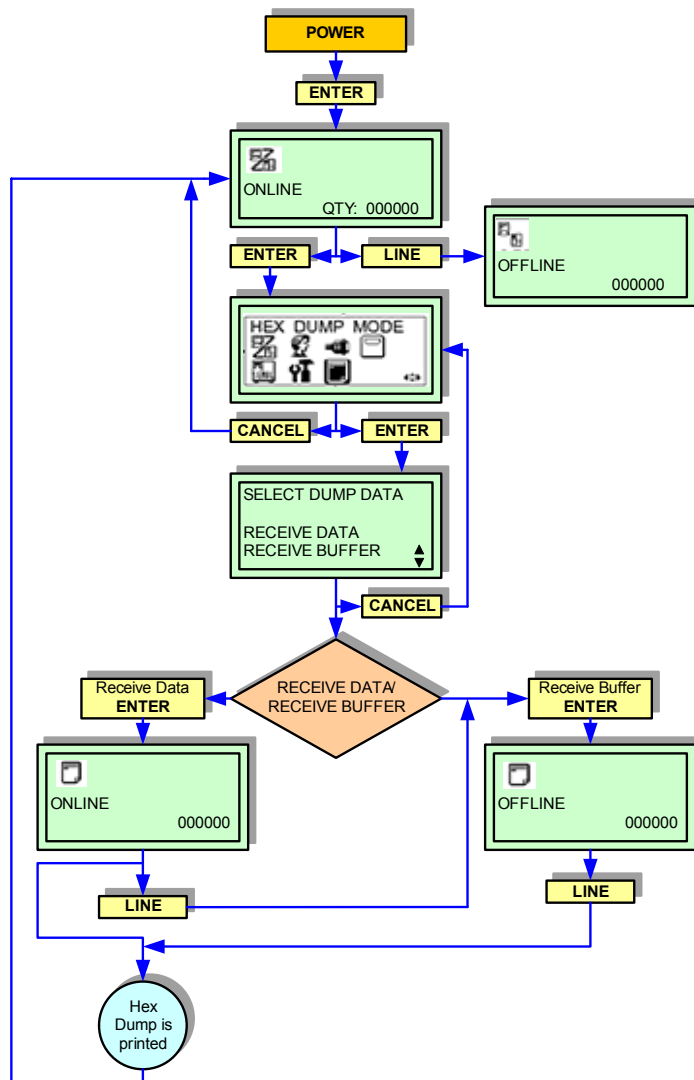 POWER
ENTER
ONLINE
QTY: 000000
ENTER
LINE
OFFLINE
000000
HEX DUMP MODE
CANCEL
ENTER
SELECT DUMP DATA
RECEIVE DATA
RECEIVE BUFFER
CANCEL
RECEIVE DATA/
RECEIVE BUFFER
Receive Data
ENTER
Receive Buffer
ENTER
ONLINE
000000
OFFLINE
000000
LINE
LINE
Hex
Dump is
printed